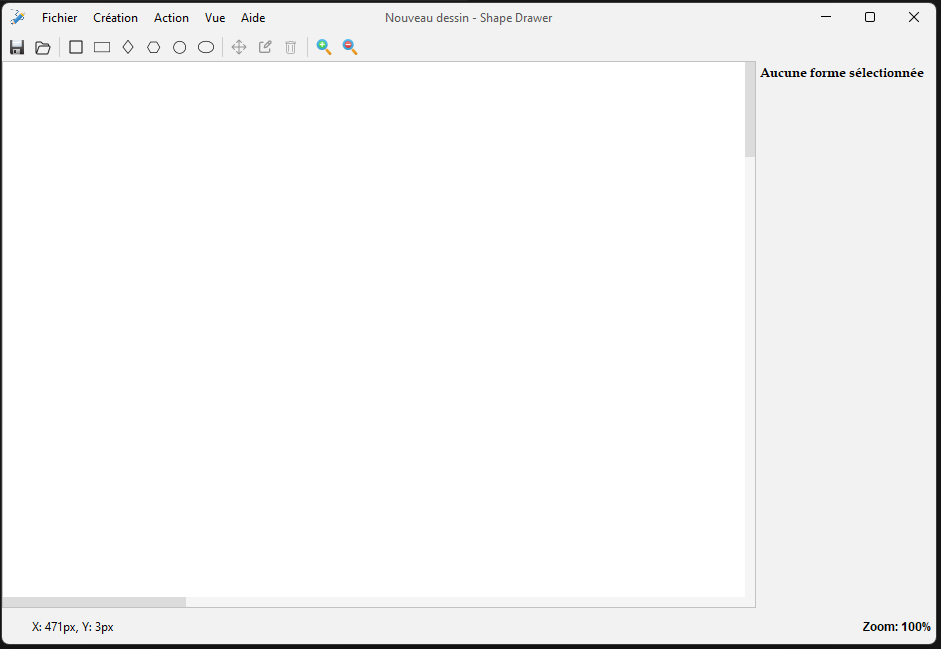 Fichier Création Action Vue Aide Nouveau dessin - Shape Drawer
Aucune forme sélectionnée
X: 471px, Y: 3px Zoom: 100%